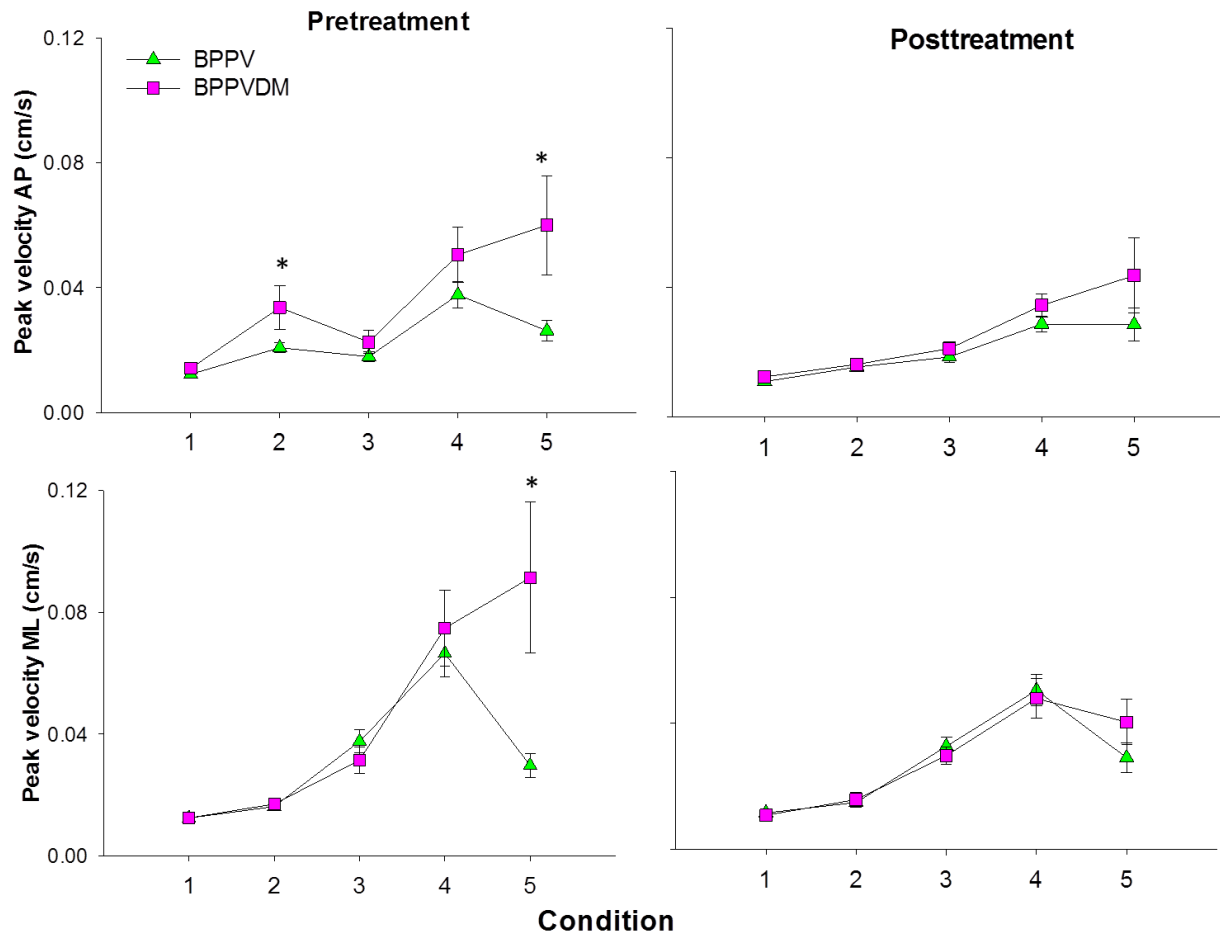 Pretreatment
Posttreatment
BPPV
BPPVDM
Peak velocity AP (cm/s)
0.12
0.08
0.04
0.00
*
*
1 2 3 4 5
1 2 3 4 5
Peak velocity ML (cm/s)
0.12
0.08
0.04
0.00
*
1 2 3 4 5
1 2 3 4 5
Condition